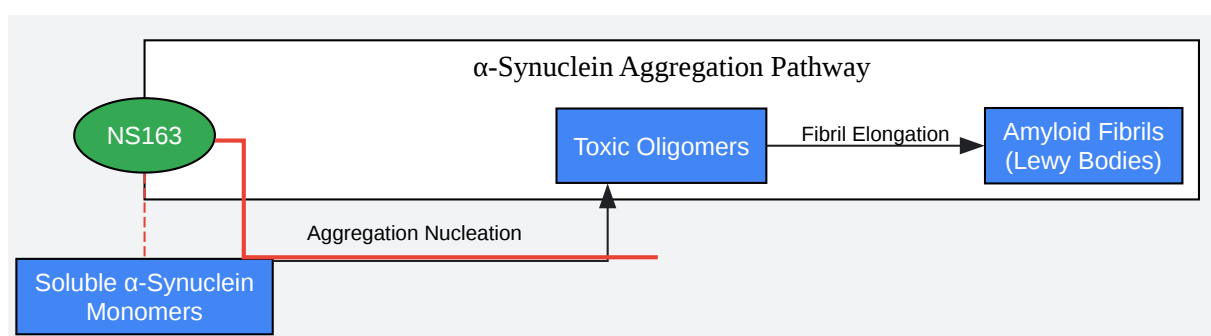 α-Synuclein Aggregation Pathway
NS163
Toxic Oligomers
Fibril Elongation
Amyloid Fibrils
(Lewy Bodies)
Aggregation Nucleation
Soluble α-Synuclein
Monomers